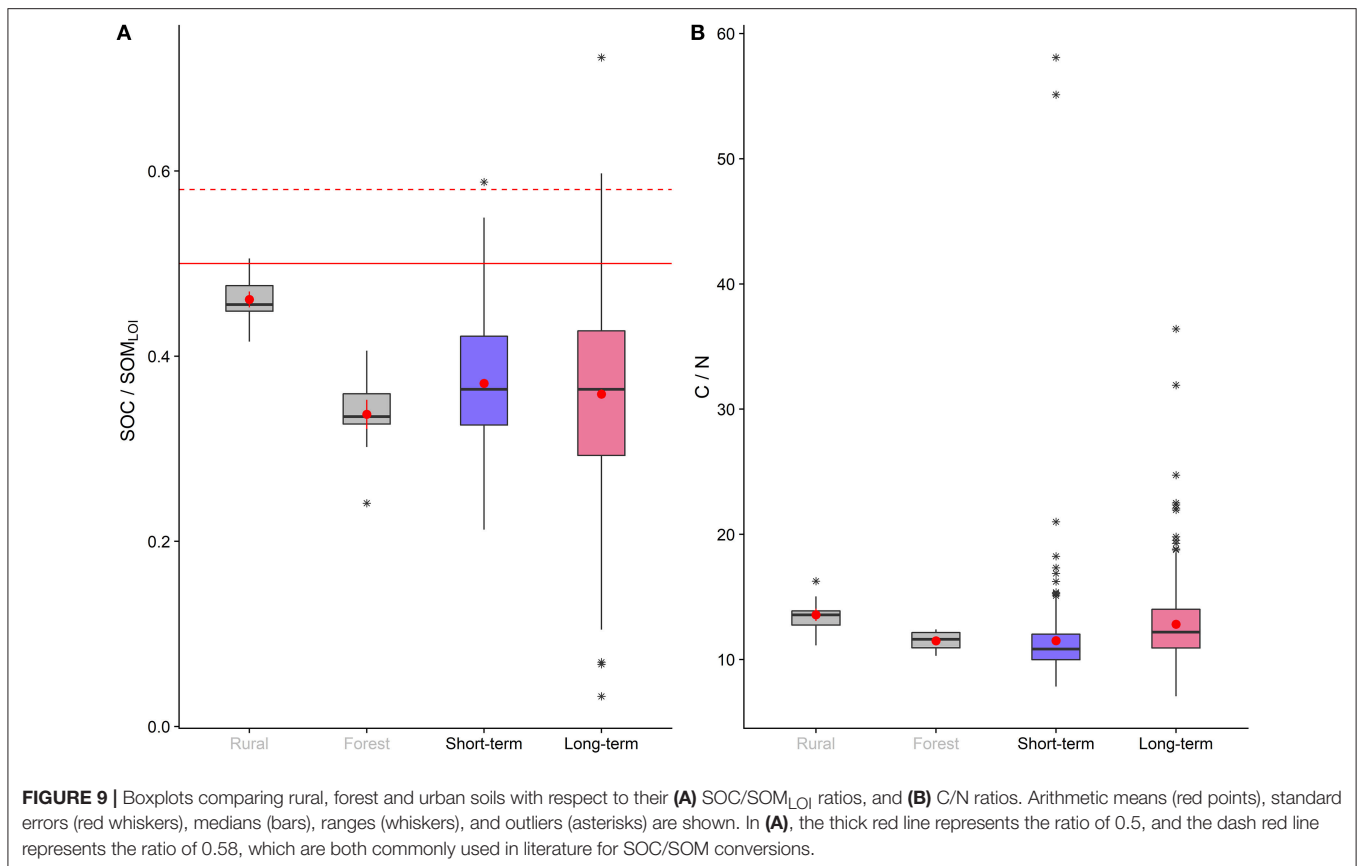 A
B
SOC / SOM_LOI
0.6
0.4
0.2
0.0
Rural
Forest
Short-term
Long-term
C / N
60
50
40
30
20
10
Rural
Forest
Short-term
Long-term
FIGURE 9 | Boxplots comparing rural, forest and urban soils with respect to their (A) SOC/SOM_LOI ratios, and (B) C/N ratios. Arithmetic means (red points), standard
errors (red whiskers), medians (bars), ranges (whiskers), and outliers (asterisks) are shown. In (A), the thick red line represents the ratio of 0.5, and the dash red line
represents the ratio of 0.58, which are both commonly used in literature for SOC/SOM conversions.